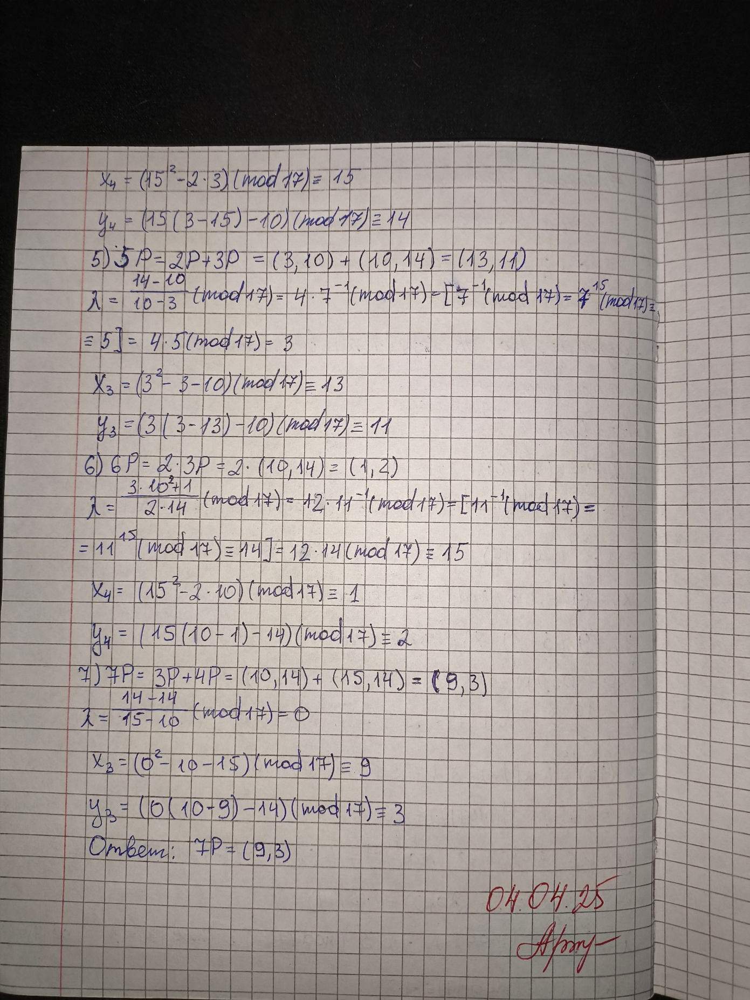 x₄ = (15² - 2·3)(mod 17) ≡ 15
y₄ = (15(3-15)-10)(mod 17) ≡ 14
5) 5P = 2P+3P = (3,10)+(10,14) = (13,11)
λ = (14-10)/(10-3) (mod 17) = 4·7⁻¹(mod 17) = [7⁻¹(mod 17) = 7¹⁵(mod 17) ≡
≡ 5] = 4·5(mod 17) = 3
x₃ = (3² - 3 - 10)(mod 17) ≡ 13
y₃ = (3(3-13)-10)(mod 17) ≡ 11
6) 6P = 2·3P = 2·(10,14) = (1,2)
λ = (3·10²+1)/(2·14) (mod 17) = 12·11⁻¹(mod 17) = [11⁻¹(mod 17) =
= 11¹⁵(mod 17) ≡ 14] = 12·14(mod 17) ≡ 15
x₄ = (15² - 2·10)(mod 17) ≡ 1
y₄ = (15(10-1)-14)(mod 17) ≡ 2
7) 7P = 3P+4P = (10,14)+(15,14) = (9,3)
λ = (14-14)/(15-10) (mod 17) = 0
x₃ = (0² - 10 - 15)(mod 17) ≡ 9
y₃ = (0(10-9)-14)(mod 17) ≡ 3
Ответ: 7P = (9,3)
04.04.25